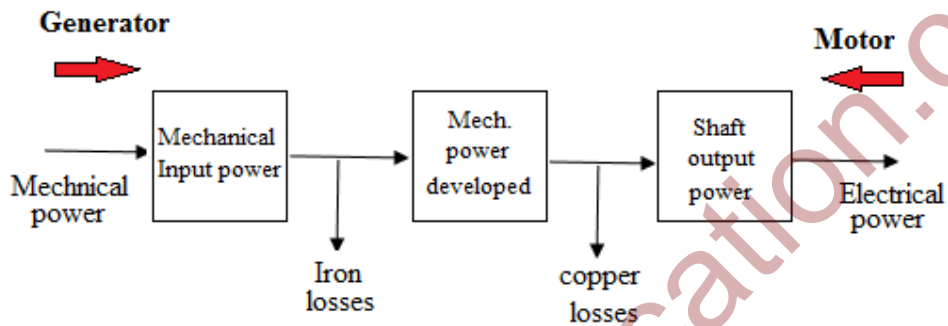 Generator
Motor
Mechanical
Input power
Mech.
power
developed
Shaft
output
power
Mechnical
power
Electrical
power
Iron
losses
copper
losses
cation.c